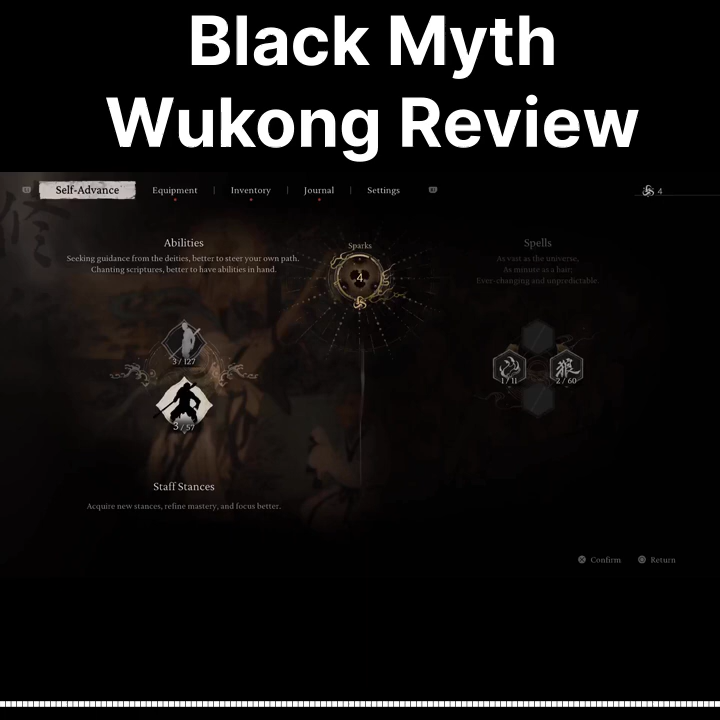 Black Myth
Wukong Review
Self-Advance
Equipment
Inventory
Journal
Settings
4
Abilities
Seeking guidance from the deities, better to steer your own path.
Chanting scriptures, better to have abilities in hand.
Sparks
4
Spells
As vast as the universe,
As minute as a hair;
Ever-changing and unpredictable.
3 / 127
3 / 57
1 / 11
2 / 60
Staff Stances
Acquire new stances, refine mastery, and focus better.
Confirm
Return